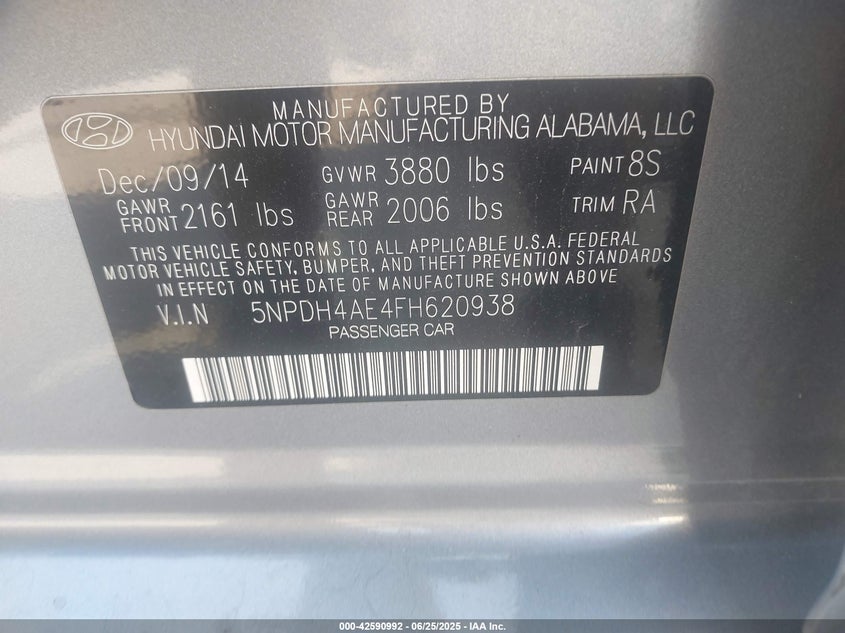 MANUFACTURED BY
HYUNDAI MOTOR MANUFACTURING ALABAMA, LLC
Dec/09/14 GVWR 3880 lbs PAINT 8S
GAWR FRONT 2161 lbs GAWR REAR 2006 lbs TRIM RA
THIS VEHICLE CONFORMS TO ALL APPLICABLE U.S.A. FEDERAL
MOTOR VEHICLE SAFETY, BUMPER, AND THEFT PREVENTION STANDARDS
IN EFFECT ON THE DATE OF MANUFACTURE SHOWN ABOVE
V.I.N 5NPDH4AE4FH620938
PASSENGER CAR
000-42590992 - 06/25/2025 - IAA Inc.